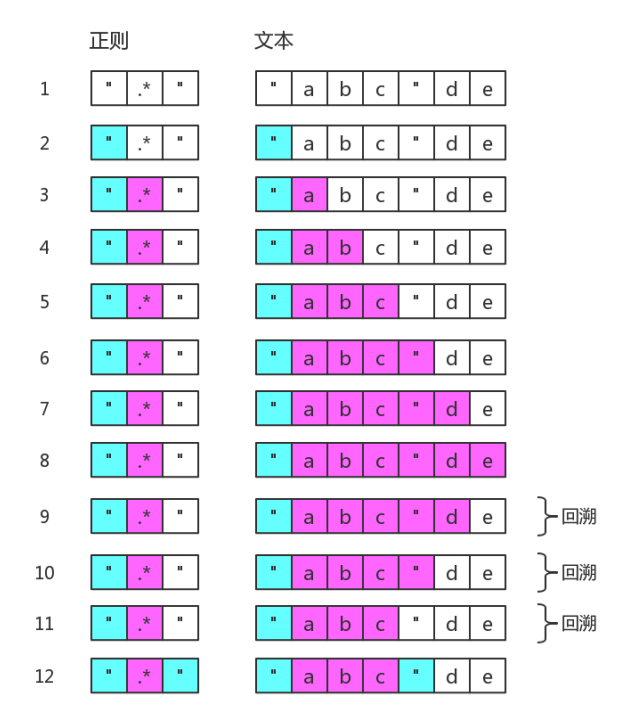 正则 文本
1 " .* " " a b c " d e
2 " .* " " a b c " d e
3 " .* " " a b c " d e
4 " .* " " a b c " d e
5 " .* " " a b c " d e
6 " .* " " a b c " d e
7 " .* " " a b c " d e
8 " .* " " a b c " d e
9 " .* " " a b c " d e 回溯
10 " .* " " a b c " d e 回溯
11 " .* " " a b c " d e 回溯
12 " .* " " a b c " d e